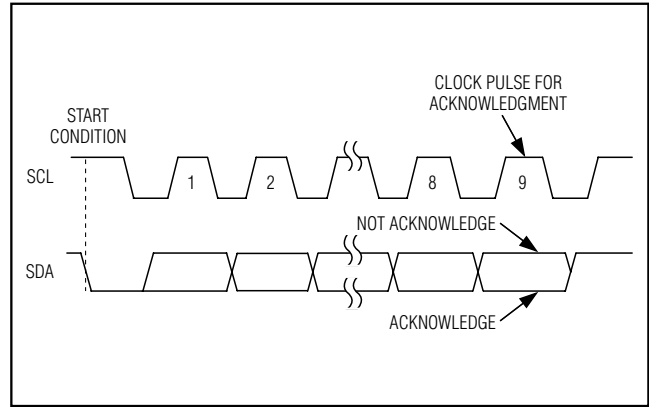 CLOCK PULSE FOR
ACKNOWLEDGMENT
START
CONDITION
SCL
1
2
8
9
NOT ACKNOWLEDGE
SDA
ACKNOWLEDGE